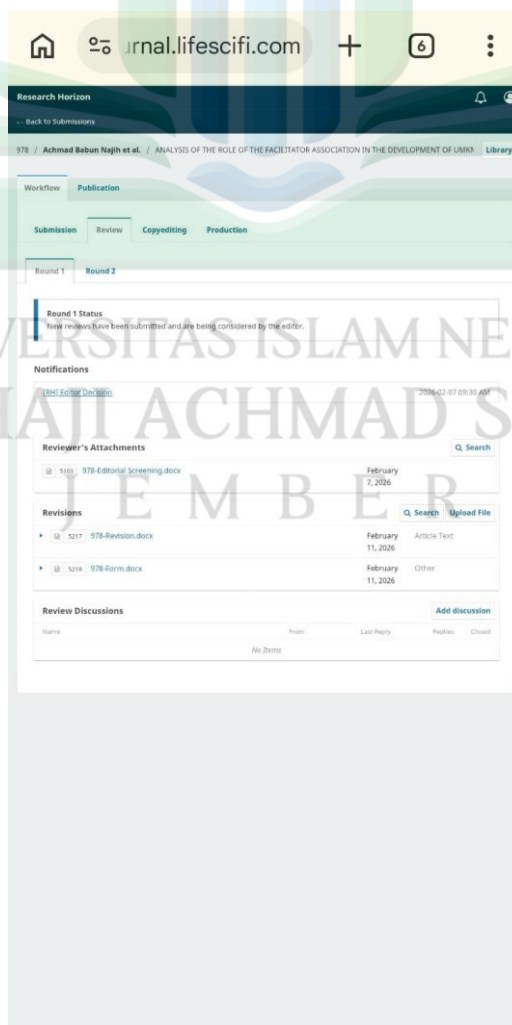 urnal.lifescifi.com
6
Research Horizon
← Back to Submissions
978 / Achmad Babun Najih et al. / ANALYSIS OF THE ROLE OF THE FACILITATOR ASSOCIATION IN THE DEVELOPMENT OF UMKM Library
Workflow Publication
Submission Review Copyediting Production
Round 1 Round 2
Round 1 Status
New reviews have been submitted and are being considered by the editor.
VERSITAS ISLAM NE
Notifications
[RH] Editor Decision 2026-02-07 09:30 AM
HAJI ACHMAD S
Reviewer's Attachments Search
5103 978-Editorial Screening.docx February 7, 2026
JEMBER
Revisions Search Upload File
5217 978-Revision.docx February 11, 2026 Article Text
5218 978-Form.docx February 11, 2026 Other
Review Discussions Add discussion
Name From Last Reply Replies Closed
No Items